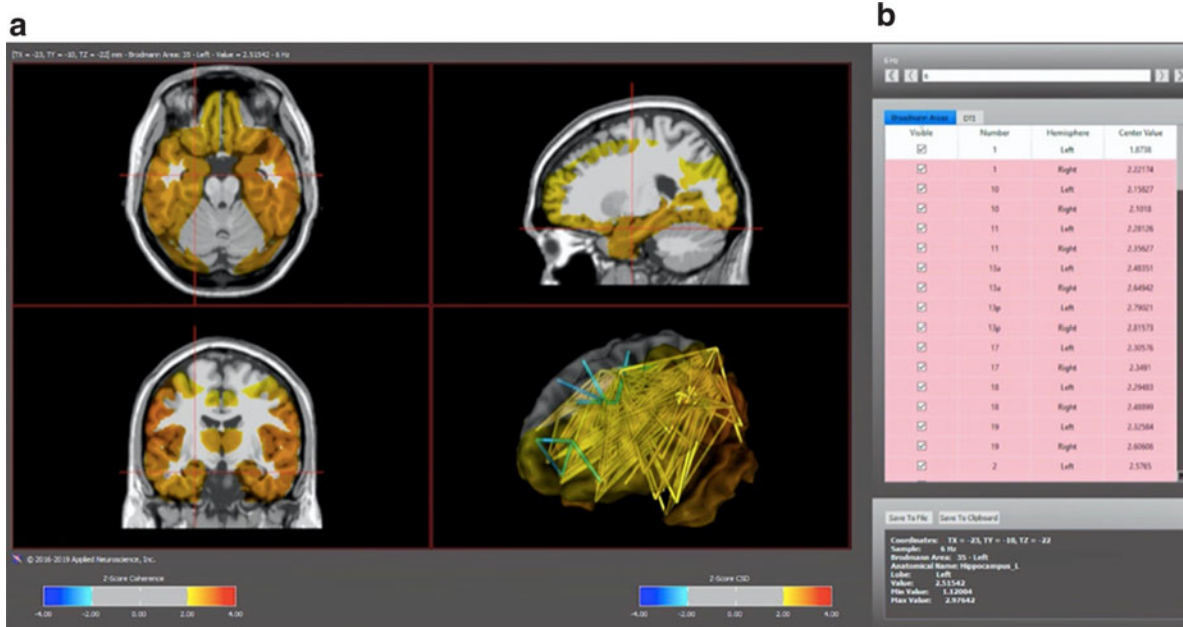 a
b
[TX = -23, TY = -10, TZ = -22] mm - Brodmann Area: 35 - Left - Value = 2.51542 - 6 Hz
6 Hz
6
Brodmann Areas DTI
Visible Number Hemisphere Center Value
1 Left 1.8738
1 Right 2.22174
10 Left 2.15827
10 Right 2.1018
11 Left 2.28126
11 Right 2.35627
13a Left 2.48351
13a Right 2.64942
13p Left 2.79021
13p Right 2.81573
17 Left 2.30576
17 Right 2.3491
18 Left 2.29483
18 Right 2.48899
19 Left 2.32584
19 Right 2.60606
2 Left 2.5765
Save To File Save To Clipboard
Coordinates: TX = -23, TY = -10, TZ = -22
Sample: 6 Hz
Brodmann Area: 35 - Left
Anatomical Name: Hippocampus_L
Lobe: Left
Value: 2.51542
Min Value: 1.12004
Max Value: 2.97642
© 2016-2019 Applied Neuroscience, Inc.
Z-Score Coherence
-4.00 -2.00 0.00 2.00 4.00
Z-Score CSD
-4.00 -2.00 0.00 2.00 4.00